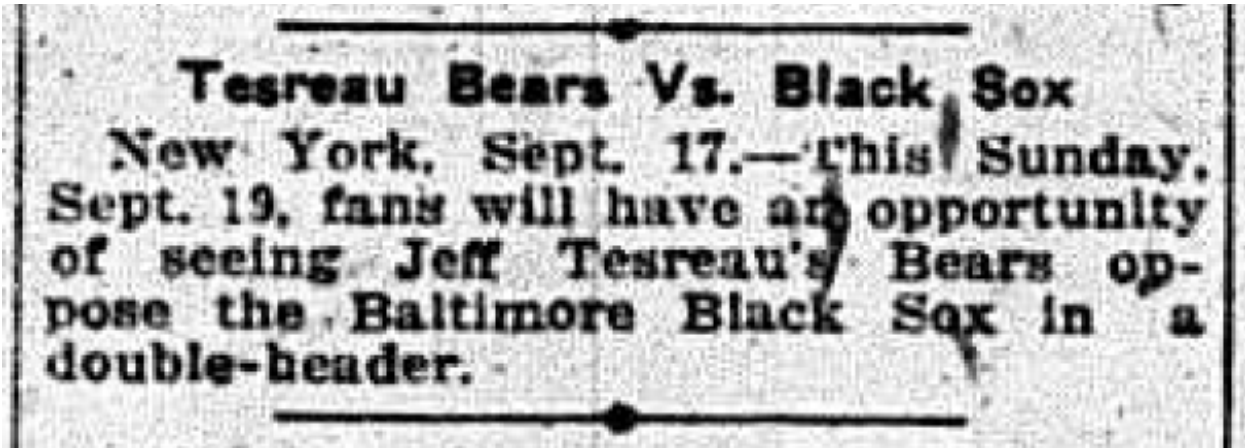 Tesreau Bears Vs. Black Sox
New York, Sept. 17.—This Sunday,
Sept. 19, fans will have an opportunity
of seeing Jeff Tesreau's Bears op-
pose the Baltimore Black Sox in a
double-header.